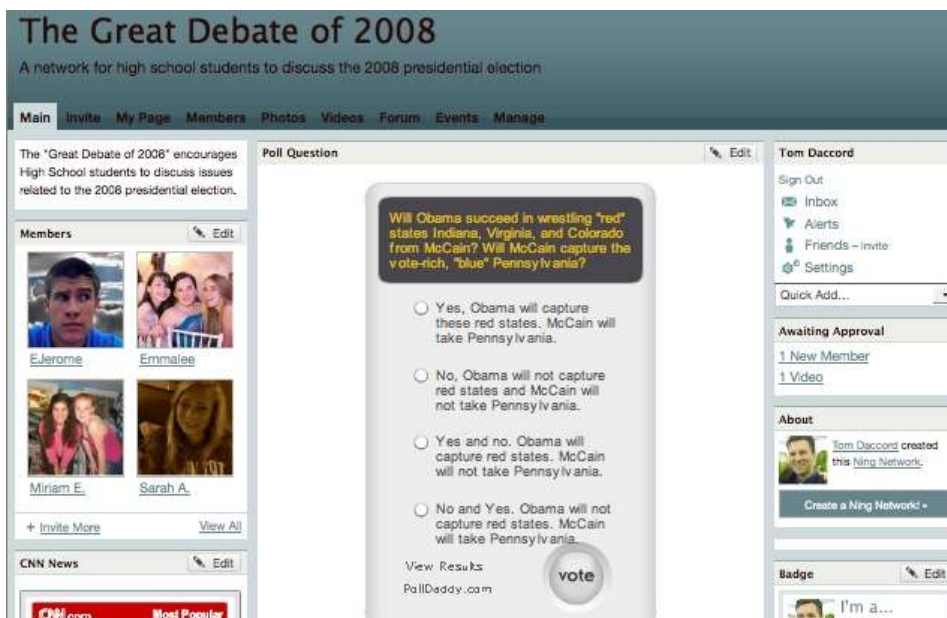 The Great Debate of 2008
A network for high school students to discuss the 2008 presidential election
Main Invite My Page Members Photos Videos Forum Events Manage
The "Great Debate of 2008" encourages
High School students to discuss issues
related to the 2008 presidential election.
Members Edit
EJerome Emmalee
Miriam E. Sarah A.
+ Invite More View All
CNN News Edit
CNN.com Most Popular
Poll Question Edit
Will Obama succeed in wrestling "red"
states Indiana, Virginia, and Colorado
from McCain? Will McCain capture the
vote-rich, "blue" Pennsylvania?
Yes, Obama will capture
these red states. McCain will
take Pennsylvania.
No, Obama will not capture
red states and McCain will
not take Pennsylvania.
Yes and no. Obama will
capture red states. McCain
will not take Pennsylvania.
No and Yes. Obama will not
capture red states. McCain
will take Pennsylvania.
View Results
PollDaddy.com
vote
Tom Daccord
Sign Out
Inbox
Alerts
Friends – Invite
Settings
Quick Add...
Awaiting Approval
1 New Member
1 Video
About
Tom Daccord created
this Ning Network.
Create a Ning Network! »
Badge Edit
I'm a...